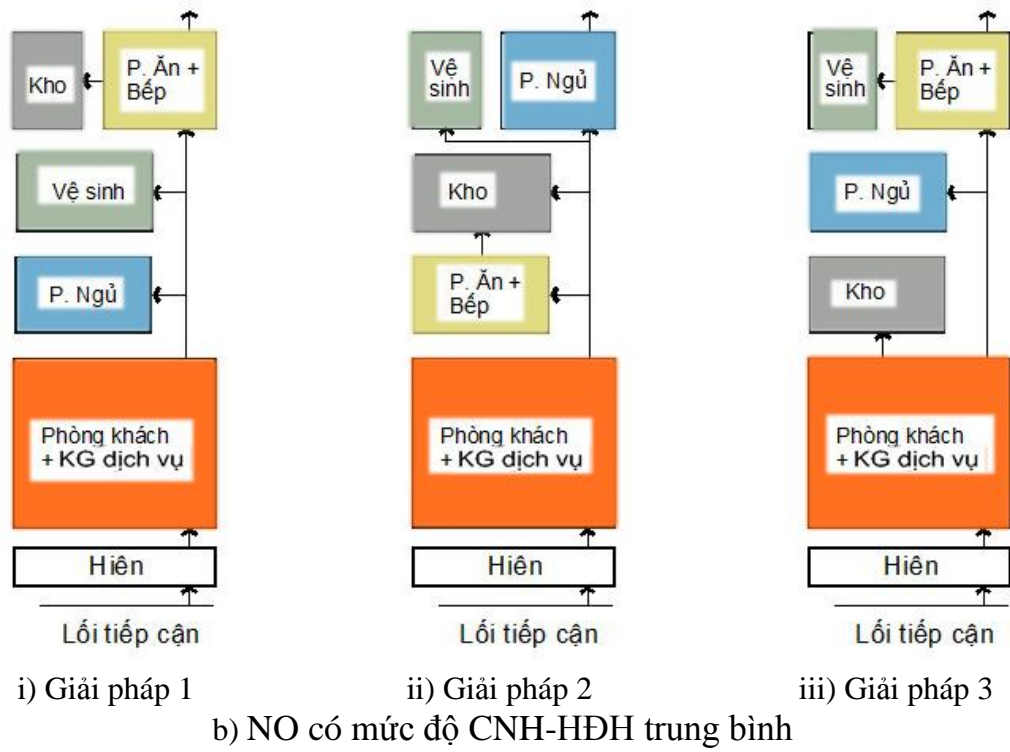 Kho
P. Ăn +
Bếp
Vệ sinh
P. Ngủ
Phòng khách
+ KG dịch vụ
Hiên
Lối tiếp cận
i) Giải pháp 1
Vệ
sinh
P. Ngủ
Kho
P. Ăn +
Bếp
Phòng khách
+ KG dịch vụ
Hiên
Lối tiếp cận
ii) Giải pháp 2
Vệ
sinh
P. Ăn +
Bếp
P. Ngủ
Kho
Phòng khách
+ KG dịch vụ
Hiên
Lối tiếp cận
iii) Giải pháp 3
b) NO có mức độ CNH-HĐH trung bình